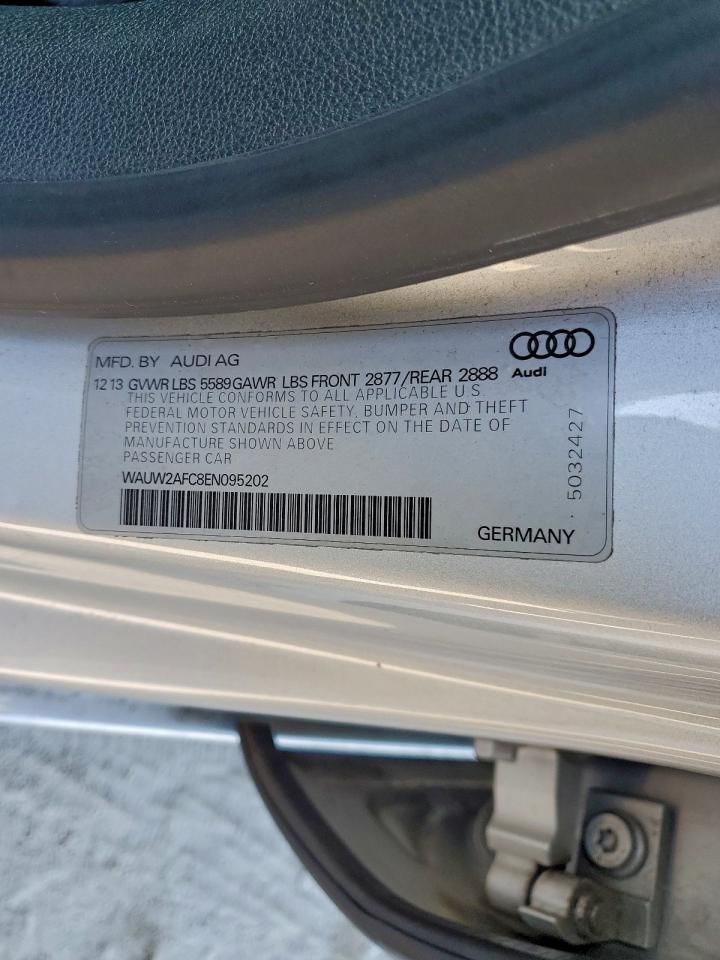 MFD. BY AUDI AG
Audi
12 13 GVWR LBS 5589 GAWR LBS FRONT 2877/REAR 2888
THIS VEHICLE CONFORMS TO ALL APPLICABLE U.S
FEDERAL MOTOR VEHICLE SAFETY, BUMPER AND THEFT
PREVENTION STANDARDS IN EFFECT ON THE DATE OF
MANUFACTURE SHOWN ABOVE
PASSENGER CAR
WAUW2AFC8EN095202
GERMANY
5032427